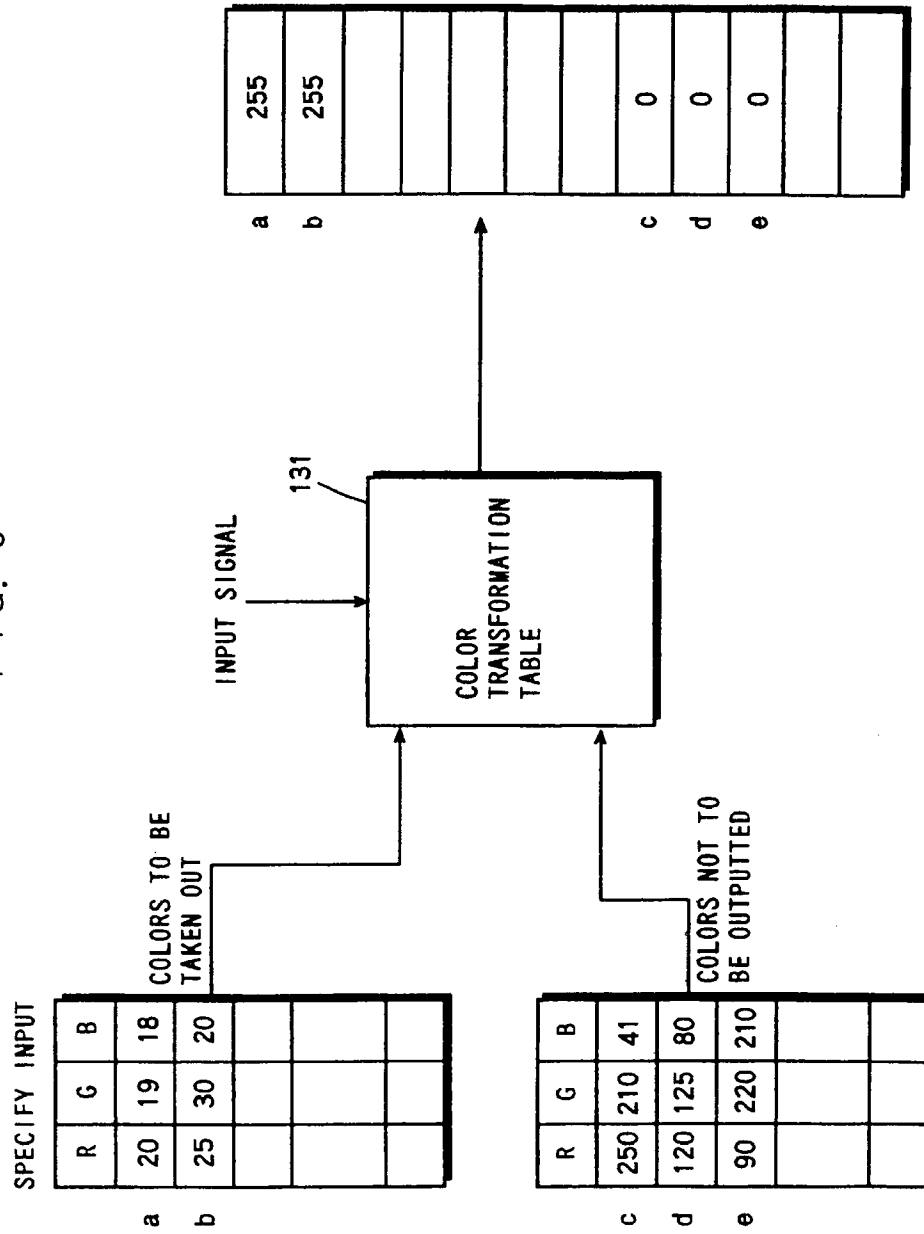 SPECIFY INPUT
R G B
a 20 19 18
b 25 30 20
COLORS TO BE
TAKEN OUT
R G B
c 250 210 41
d 120 125 80
e 90 220 210
COLORS NOT TO
BE OUTPUTTED
INPUT SIGNAL
131
COLOR
TRANSFORMATION
TABLE
a 255
b 255
c 0
d 0
e 0